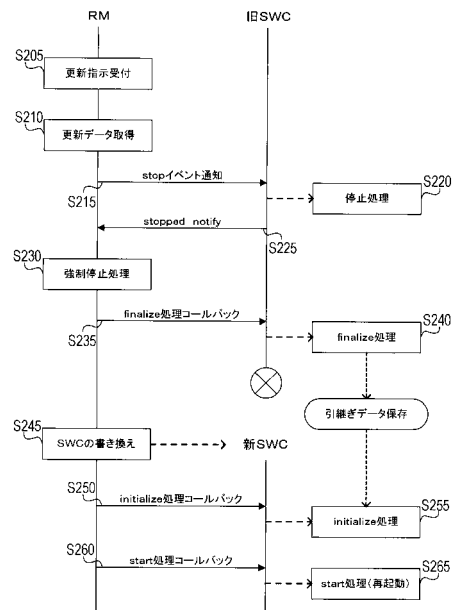 RM
旧SWC
S205
更新指示受付
S210
更新データ取得
stopイベント通知
S215
S220
停止処理
stopped notify
S225
S230
強制停止処理
finalize処理コールバック
S235
S240
finalize処理
引継ぎデータ保存
S245
SWCの書き換え
新SWC
S250
initialize処理コールバック
S255
initialize処理
S260
start処理コールバック
S265
start処理(再起動)